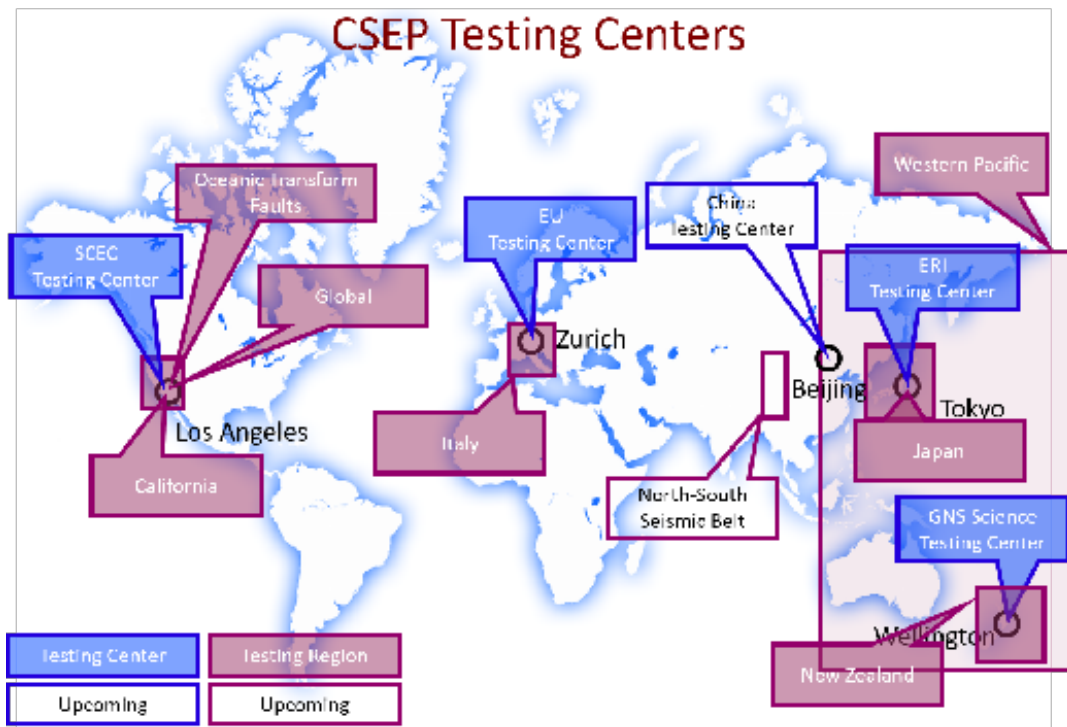 CSEP Testing Centers
Western Pacific
Oceanic Transform
Faults
China
Testing Center
EU
Testing Center
SCEC
Testing Center
ERI
Testing Center
Global
Zurich
Beijing
Tokyo
Los Angeles
Italy
Japan
California
North-South
Seismic Belt
GNS Science
Testing Center
Wellington
New Zealand
Testing Center
Testing Region
Upcoming
Upcoming